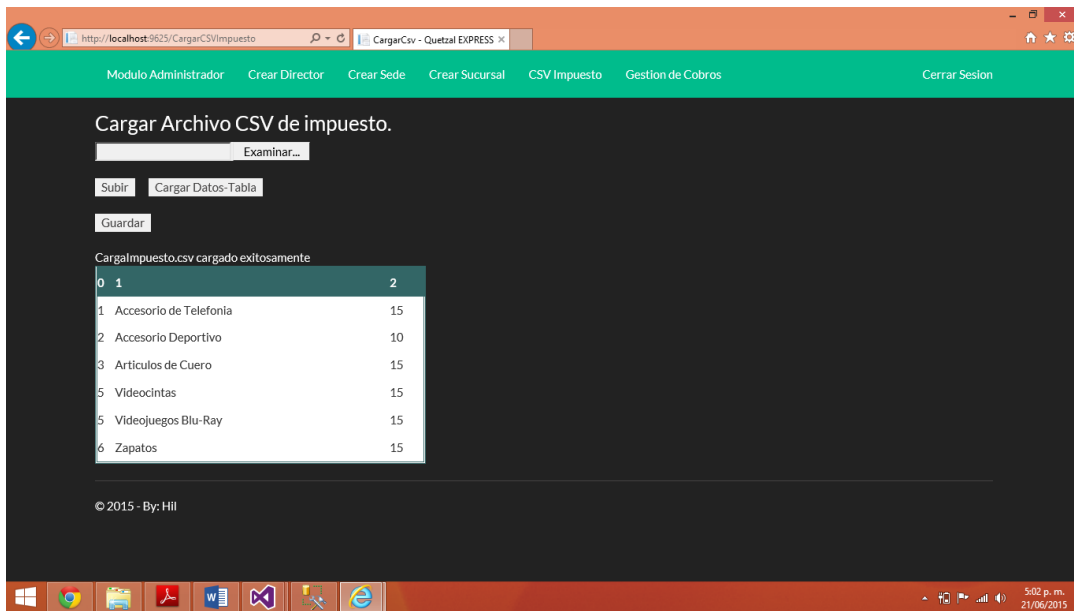 http://localhost:9625/CargarCSVImpuesto
CargarCsv - Quetzal EXPRESS
Modulo Administrador Crear Director Crear Sede Crear Sucursal CSV Impuesto Gestion de Cobros Cerrar Sesion
Cargar Archivo CSV de impuesto.
Examinar...
Subir Cargar Datos-Tabla
Guardar
CargaImpuesto.csv cargado exitosamente
0 1 2
1 Accesorio de Telefonia 15
2 Accesorio Deportivo 10
3 Articulos de Cuero 15
5 Videocintas 15
5 Videojuegos Blu-Ray 15
6 Zapatos 15
© 2015 - By: Hil
5:02 p. m.
21/06/2015